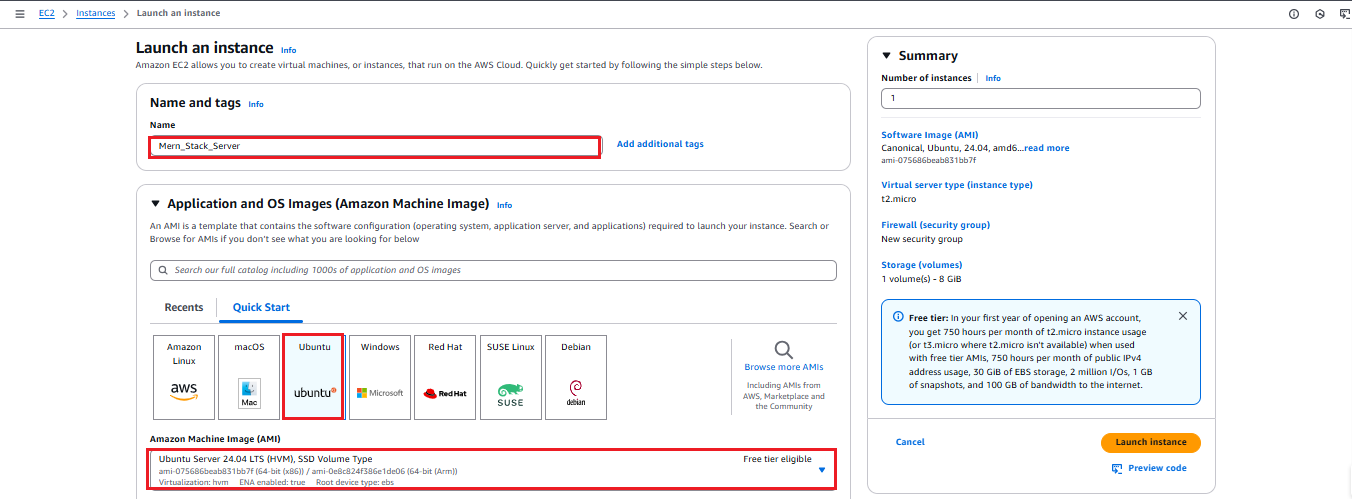 EC2 > Instances > Launch an instance
Launch an instance Info
Amazon EC2 allows you to create virtual machines, or instances, that run on the AWS Cloud. Quickly get started by following the simple steps below.
Name and tags Info
Name
Mern_Stack_Server
Add additional tags
Application and OS Images (Amazon Machine Image) Info
An AMI is a template that contains the software configuration (operating system, application server, and applications) required to launch your instance. Search or
Browse for AMIs if you don't see what you are looking for below
Search our full catalog including 1000s of application and OS images
Recents
Quick Start
Amazon
Linux
aws
macOS
Mac
Ubuntu
ubuntu
Windows
Microsoft
Red Hat
Red Hat
SUSE Linux
SUSE
Debian
debian
Browse more AMIs
Including AMIs from
AWS, Marketplace and
the Community
Amazon Machine Image (AMI)
Ubuntu Server 24.04 LTS (HVM), SSD Volume Type
Free tier eligible
ami-075686beab831bb7f (64-bit (x86)) / ami-0e8c824f386e1de06 (64-bit (Arm))
Virtualization: hvm ENA enabled: true Root device type: ebs
Summary
Number of instances Info
1
Software Image (AMI)
Canonical, Ubuntu, 24.04, amd6...read more
ami-075686beab831bb7f
Virtual server type (instance type)
t2.micro
Firewall (security group)
New security group
Storage (volumes)
1 volume(s) - 8 GiB
Free tier: In your first year of opening an AWS account,
you get 750 hours per month of t2.micro instance usage
(or t3.micro where t2.micro isn't available) when used
with free tier AMIs, 750 hours per month of public IPv4
address usage, 30 GiB of EBS storage, 2 million I/Os, 1 GB
of snapshots, and 100 GB of bandwidth to the internet.
Cancel
Launch instance
Preview code